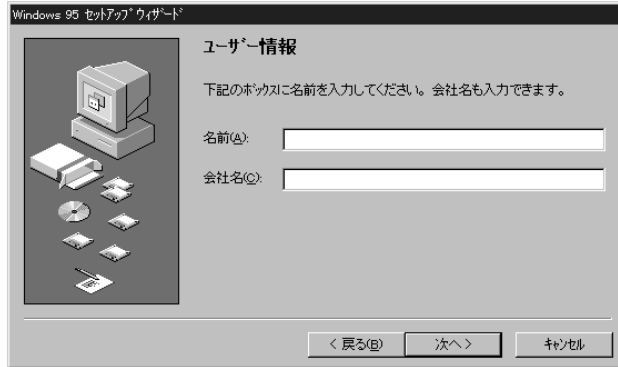 Windows 95 ｾｯﾄｱｯﾌﾟ ｳｨｻﾞｰﾄﾞ
ﾕｰｻﾞｰ情報
下記のﾎﾞｯｸｽに名前を入力してください。会社名も入力できます。
名前(A):
会社名(C):
< 戻る(B)
次へ >
ｷｬﾝｾﾙ